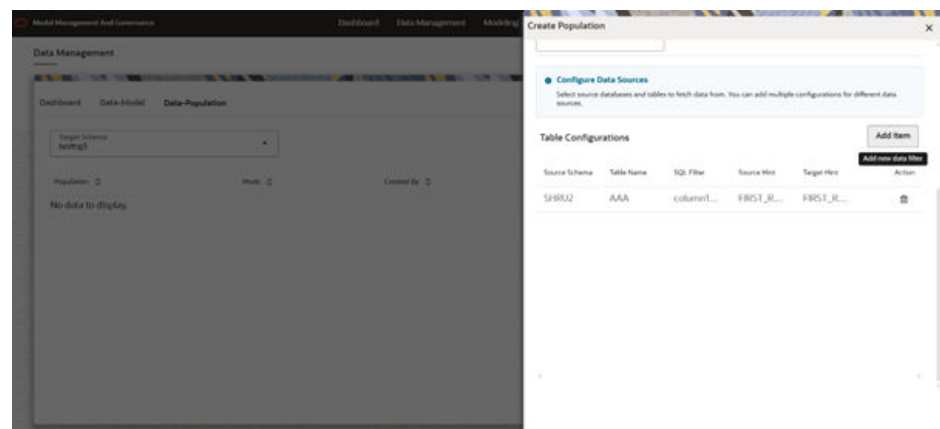 Model Management And Governance
Dashboard Data Management Modeling
Data Management
Dashboard Data-Model Data-Population
Target Schema
testing5
Population Mode Created By
No data to display.
Create Population
Configure Data Sources
Select source databases and tables to fetch data from. You can add multiple configurations for different data
sources.
Table Configurations
Add Item
Add new data filter
Source Schema Table Name SQL Filter Source Hint Target Hint Action
SHRU2 AAA column1... FIRST_R... FIRST_R...